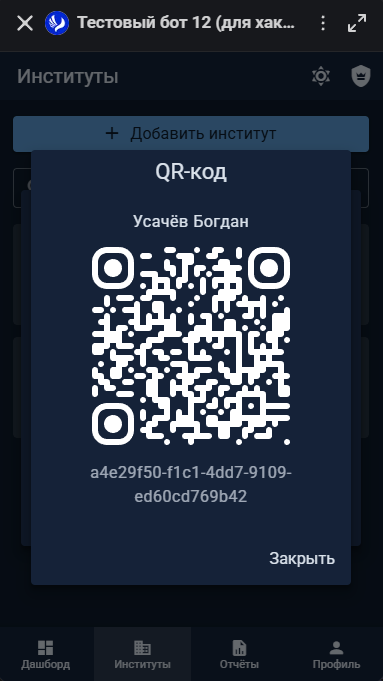 Тестовый бот 12 (для хак...
Институты
+ Добавить институт
QR-код
Усачёв Богдан
a4e29f50-f1c1-4dd7-9109-
ed60cd769b42
Закрыть
Дашборд
Институты
Отчёты
Профиль